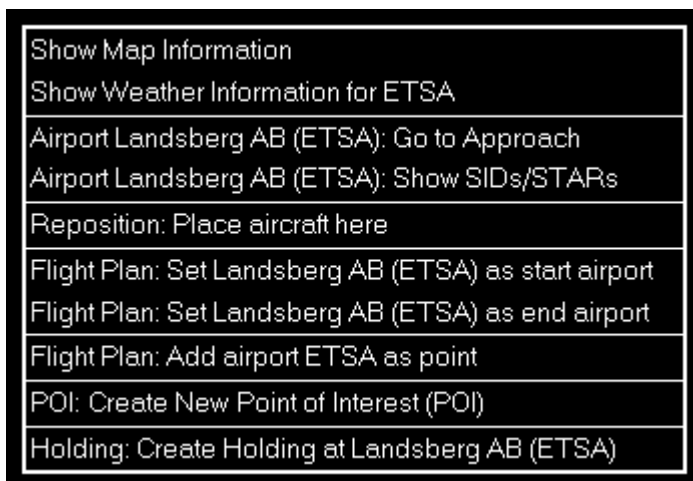 Show Map Information
Show Weather Information for ETSA
Airport Landsberg AB (ETSA): Go to Approach
Airport Landsberg AB (ETSA): Show SIDs/STARs
Reposition: Place aircraft here
Flight Plan: Set Landsberg AB (ETSA) as start airport
Flight Plan: Set Landsberg AB (ETSA) as end airport
Flight Plan: Add airport ETSA as point
POI: Create New Point of Interest (POI)
Holding: Create Holding at Landsberg AB (ETSA)